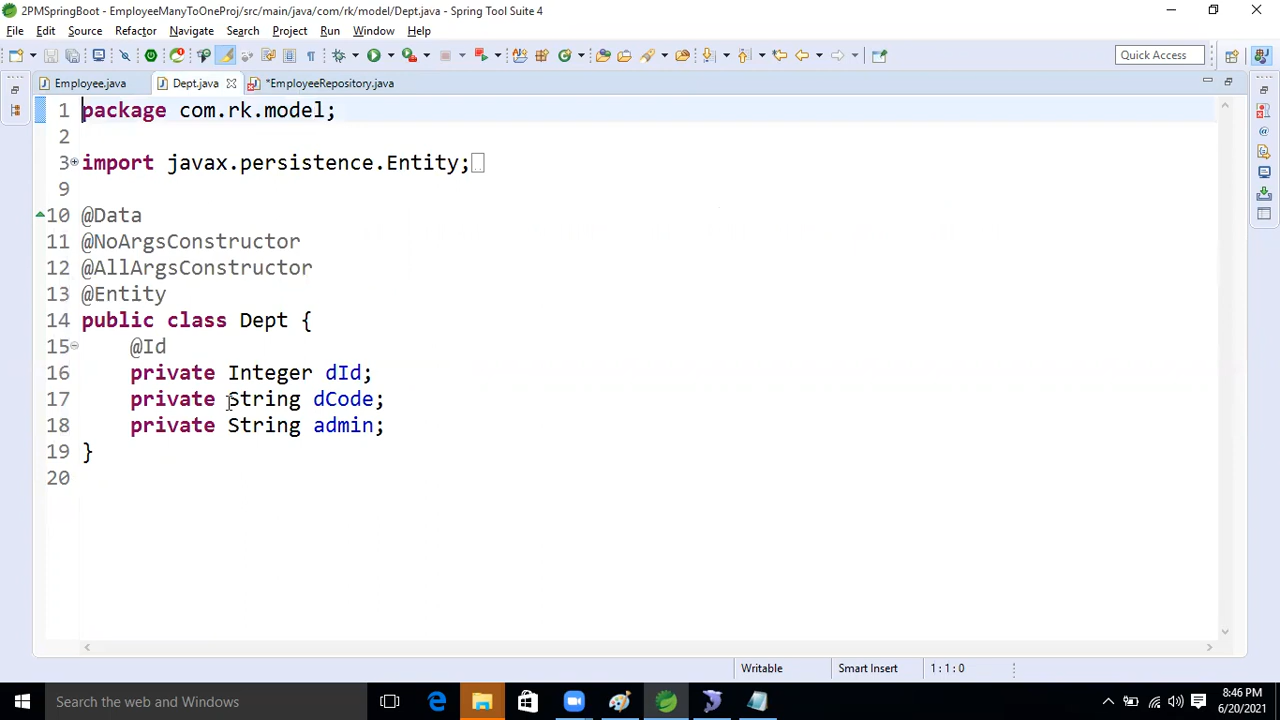 2PMSpringBoot - EmployeeManyToOneProj/src/main/java/com/rk/model/Dept.java - Spring Tool Suite 4
File Edit Source Refactor Navigate Search Project Run Window Help
Quick Access
Employee.java Dept.java *EmployeeRepository.java
1 package com.rk.model;
2
3 import javax.persistence.Entity;
9
10 @Data
11 @NoArgsConstructor
12 @AllArgsConstructor
13 @Entity
14 public class Dept {
15 @Id
16 private Integer dId;
17 private String dCode;
18 private String admin;
19 }
20
Writable Smart Insert 1 : 1 : 0
Search the web and Windows
8:46 PM
6/20/2021